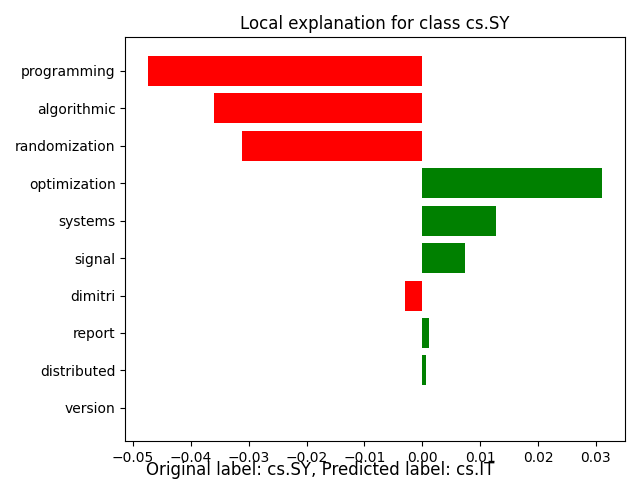 Local explanation for class cs.SY
programming
algorithmic
randomization
optimization
systems
signal
dimitri
report
distributed
version
−0.05 −0.04 −0.03 −0.02 −0.01 0.00 0.01 0.02 0.03
Original label: cs.SY, Predicted label: cs.IT